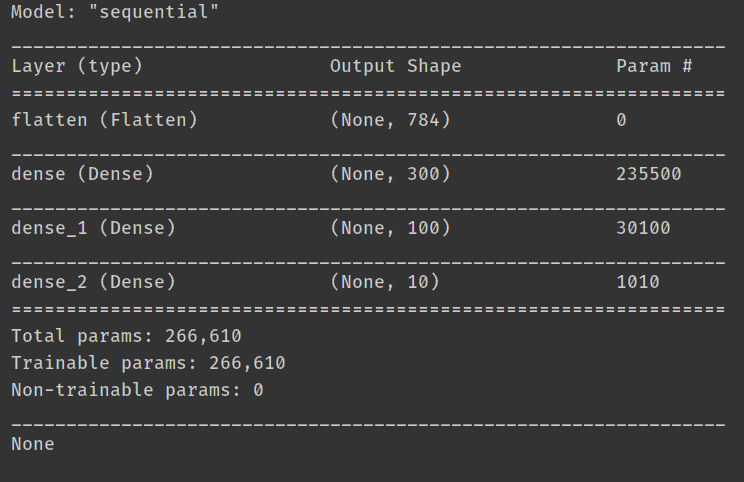 Model: "sequential"
_________________________________________________________________
Layer (type)                 Output Shape              Param #
=================================================================
flatten (Flatten)            (None, 784)               0
_________________________________________________________________
dense (Dense)                (None, 300)               235500
_________________________________________________________________
dense_1 (Dense)              (None, 100)               30100
_________________________________________________________________
dense_2 (Dense)              (None, 10)                1010
=================================================================
Total params: 266,610
Trainable params: 266,610
Non-trainable params: 0
_________________________________________________________________
None